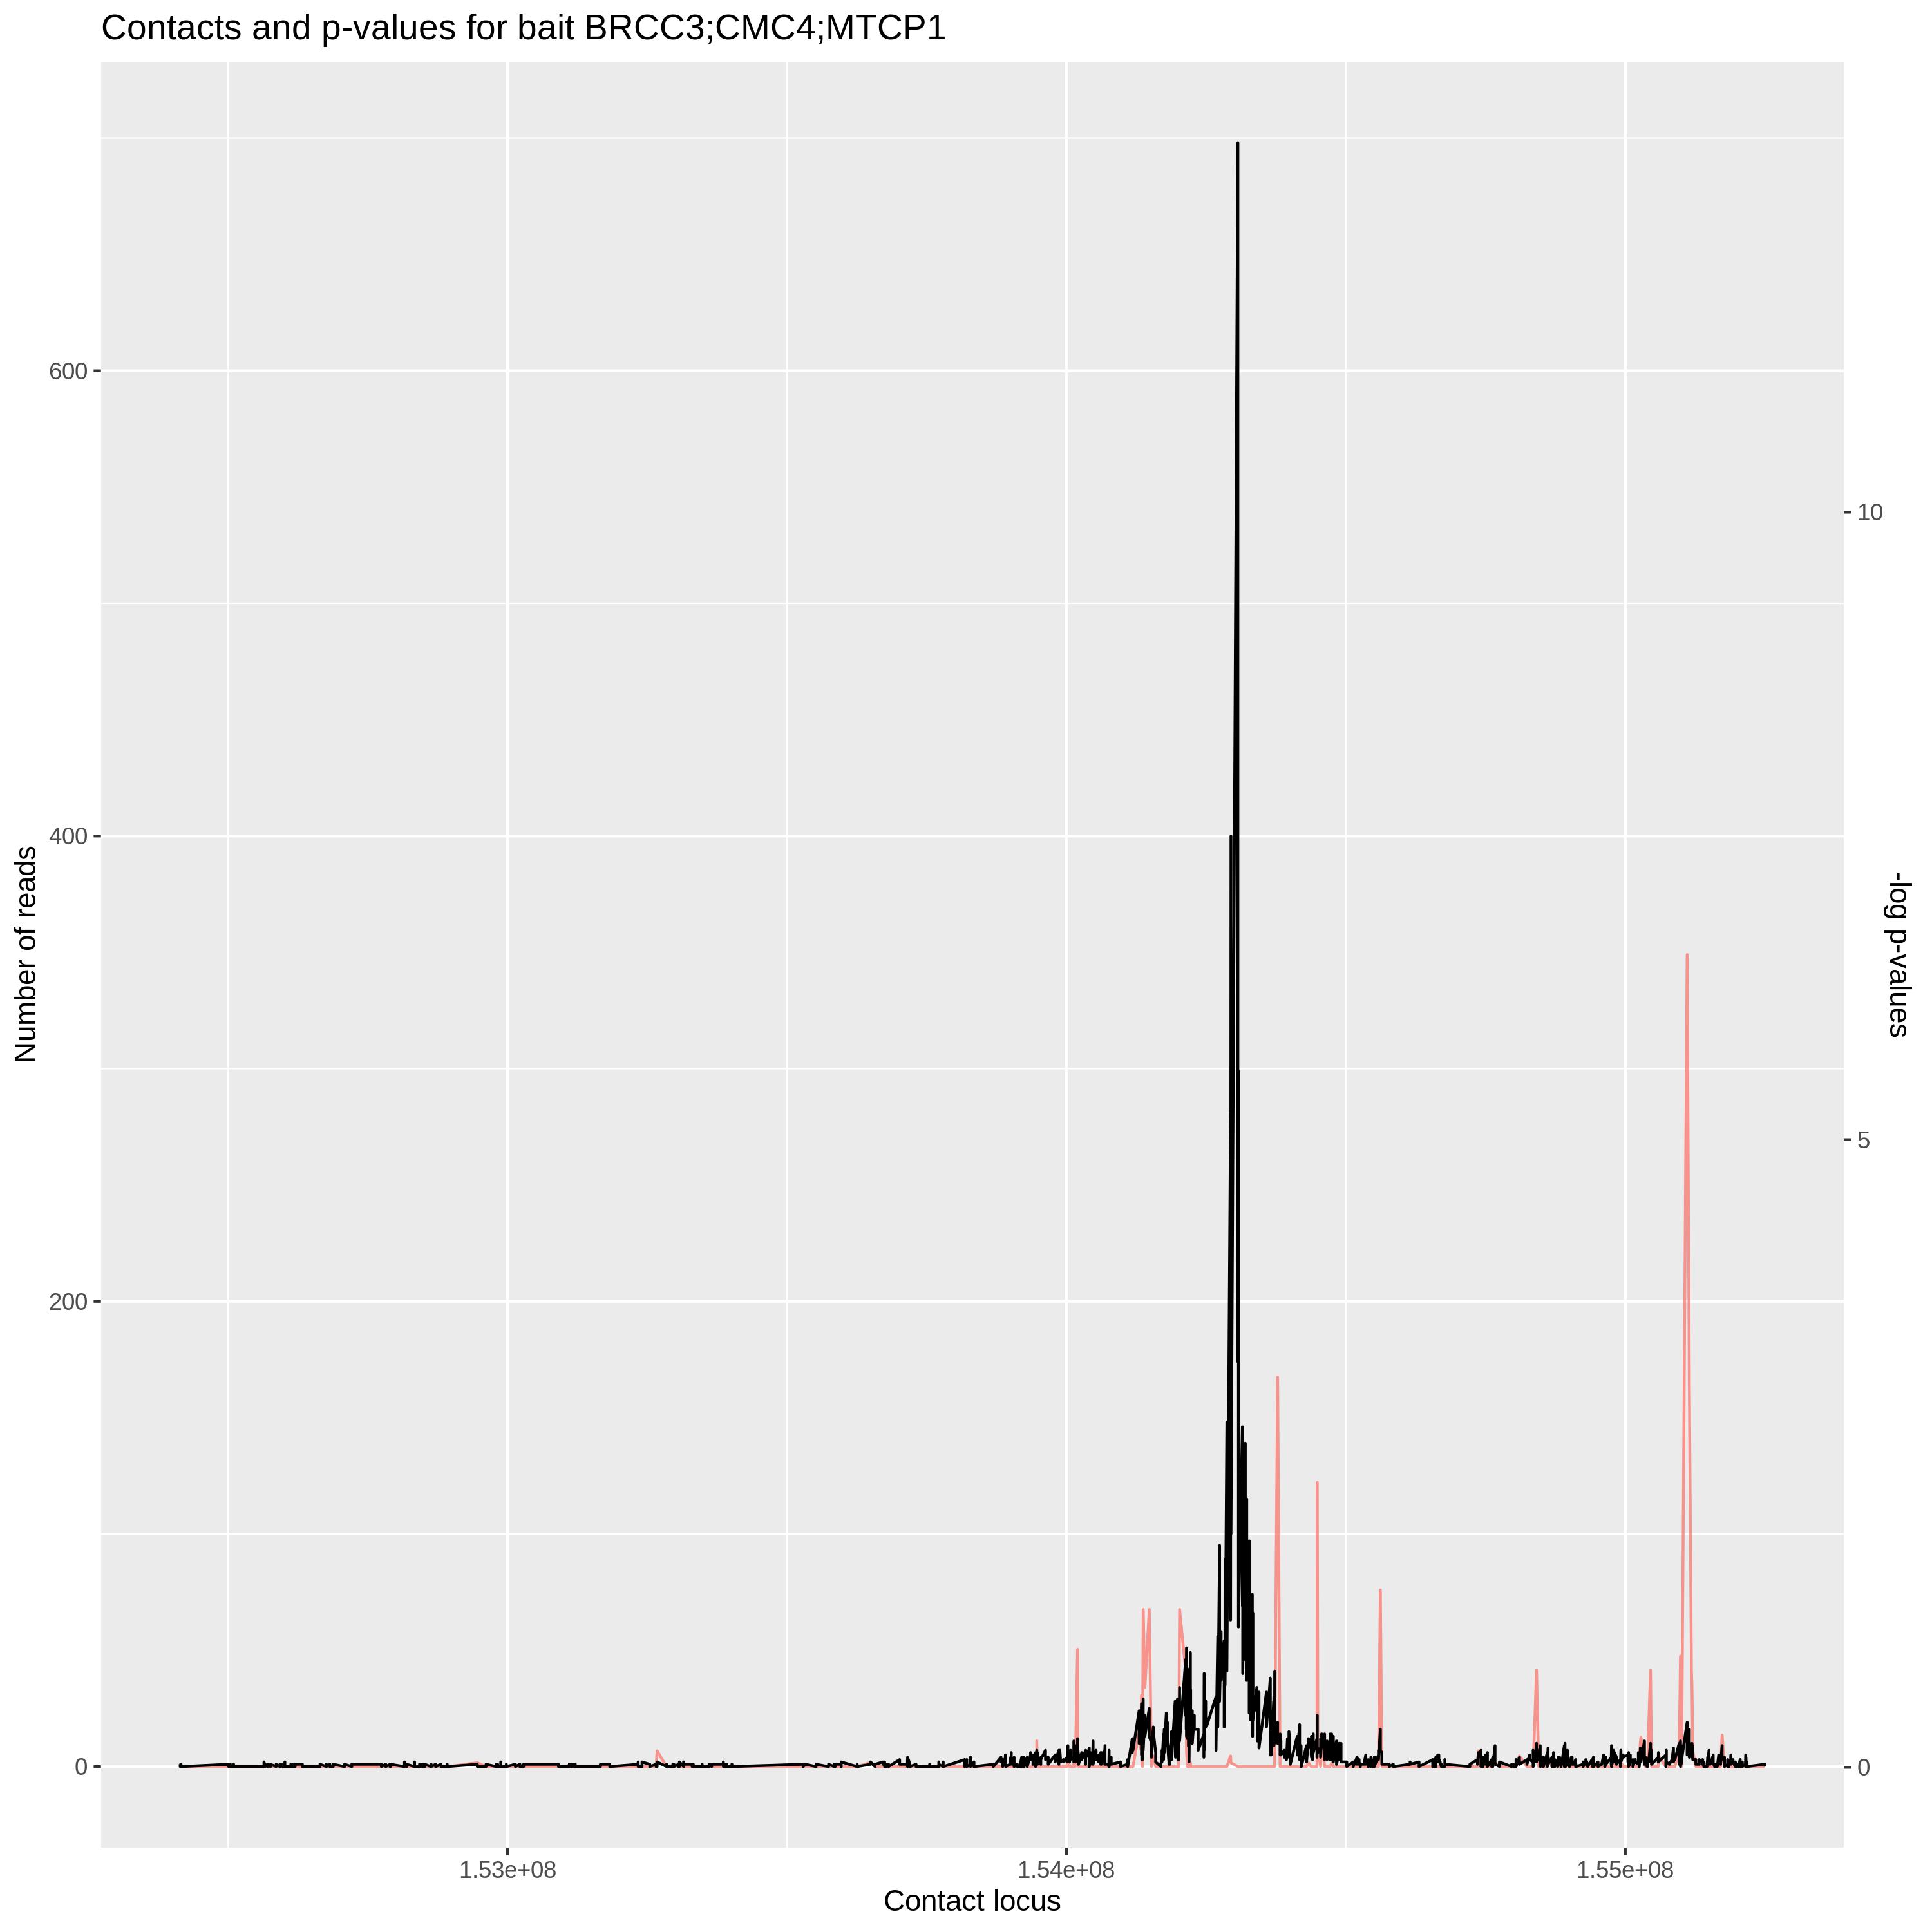 Contacts and p-values for bait BRCC3;CMC4;MTCP1
600
400
200
0
Number of reads
10
5
0
-log p-values
1.53e+08
1.54e+08
1.55e+08
Contact locus